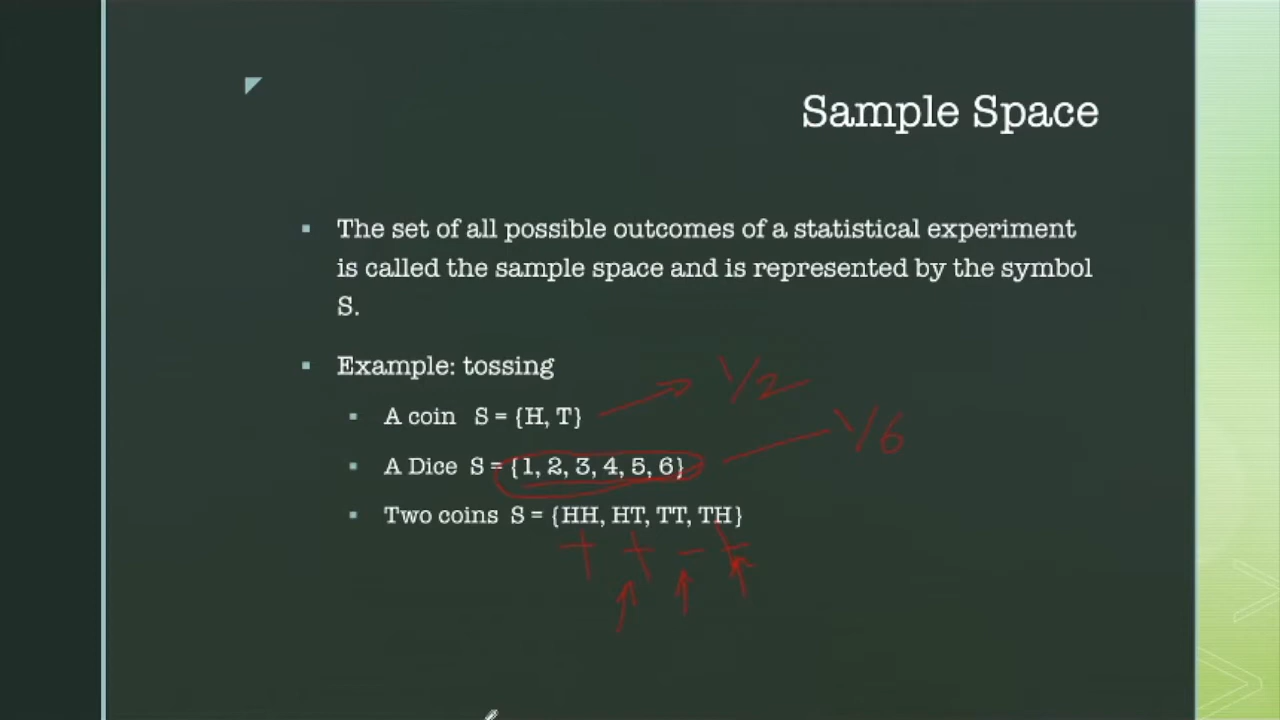 Sample Space
▪ The set of all possible outcomes of a statistical experiment
is called the sample space and is represented by the symbol
S.
▪ Example: tossing
▪ A coin S = {H, T}
1/2
▪ A Dice S = {1, 2, 3, 4, 5, 6}
1/6
▪ Two coins S = {HH, HT, TT, TH}
+ + - +